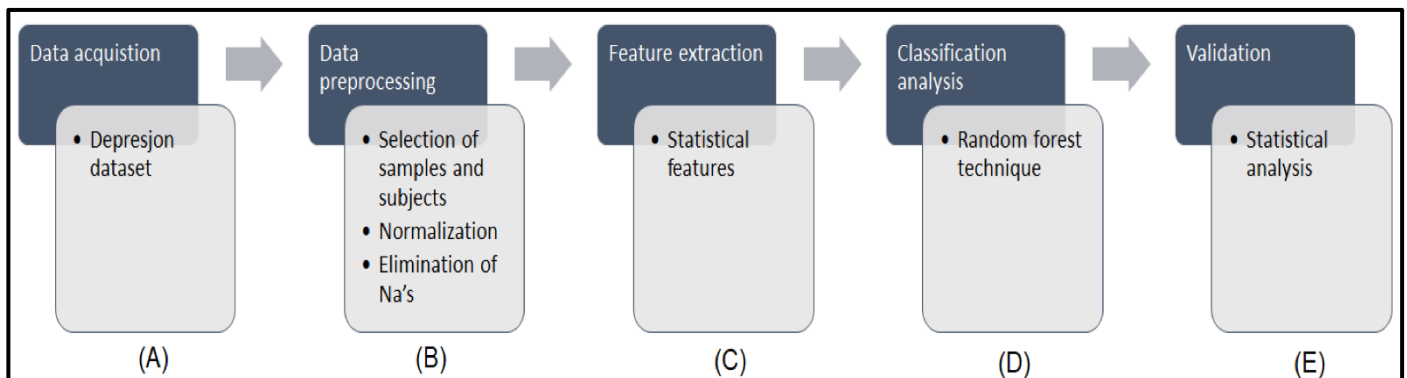 Data acquistion
• Depresjon
dataset
(A)
Data
preprocessing
• Selection of
samples and
subjects
• Normalization
• Elimination of
Na's
(B)
Feature extraction
• Statistical
features
(C)
Classification
analysis
• Random forest
technique
(D)
Validation
• Statistical
analysis
(E)